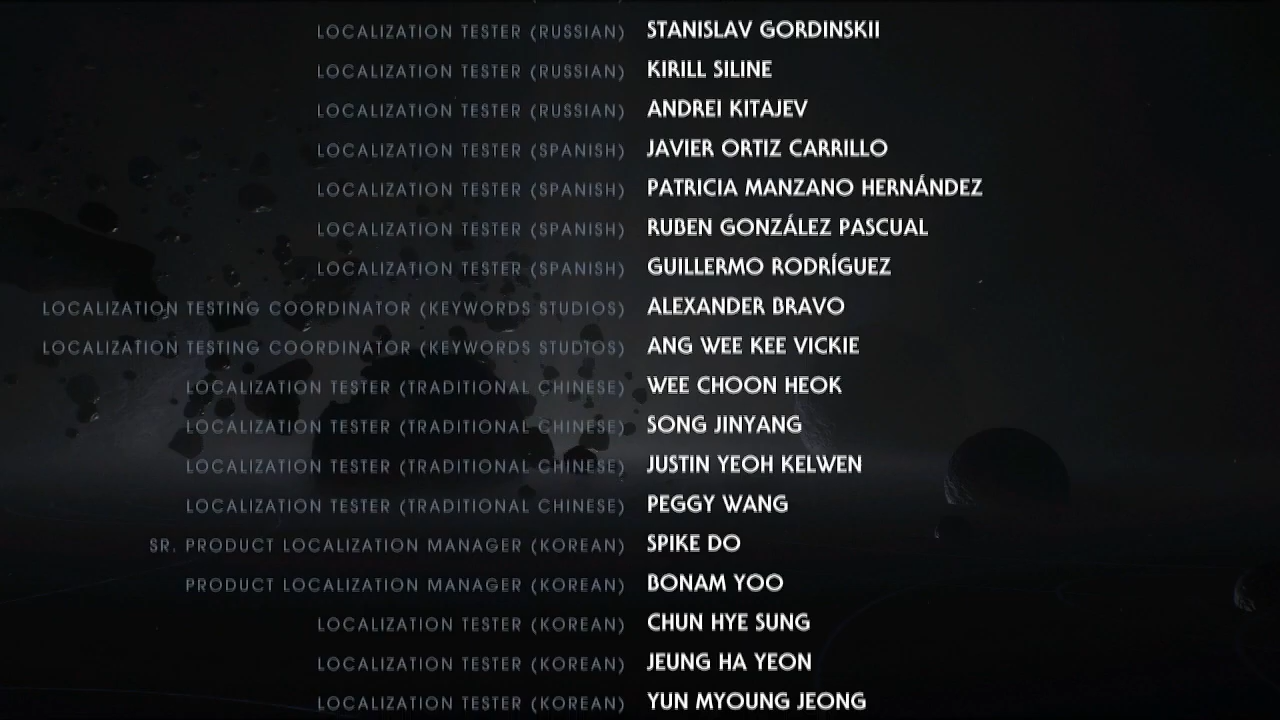 LOCALIZATION TESTER (RUSSIAN) STANISLAV GORDINSKII
LOCALIZATION TESTER (RUSSIAN) KIRILL SILINE
LOCALIZATION TESTER (RUSSIAN) ANDREI KITAJEV
LOCALIZATION TESTER (SPANISH) JAVIER ORTIZ CARRILLO
LOCALIZATION TESTER (SPANISH) PATRICIA MANZANO HERNÁNDEZ
LOCALIZATION TESTER (SPANISH) RUBEN GONZÁLEZ PASCUAL
LOCALIZATION TESTER (SPANISH) GUILLERMO RODRÍGUEZ
LOCALIZATION TESTING COORDINATOR (KEYWORDS STUDIOS) ALEXANDER BRAVO
LOCALIZATION TESTING COORDINATOR (KEYWORDS STUDIOS) ANG WEE KEE VICKIE
LOCALIZATION TESTER (TRADITIONAL CHINESE) WEE CHOON HEOK
LOCALIZATION TESTER (TRADITIONAL CHINESE) SONG JINYANG
LOCALIZATION TESTER (TRADITIONAL CHINESE) JUSTIN YEOH KELWEN
LOCALIZATION TESTER (TRADITIONAL CHINESE) PEGGY WANG
SR. PRODUCT LOCALIZATION MANAGER (KOREAN) SPIKE DO
PRODUCT LOCALIZATION MANAGER (KOREAN) BONAM YOO
LOCALIZATION TESTER (KOREAN) CHUN HYE SUNG
LOCALIZATION TESTER (KOREAN) JEUNG HA YEON
LOCALIZATION TESTER (KOREAN) YUN MYOUNG JEONG